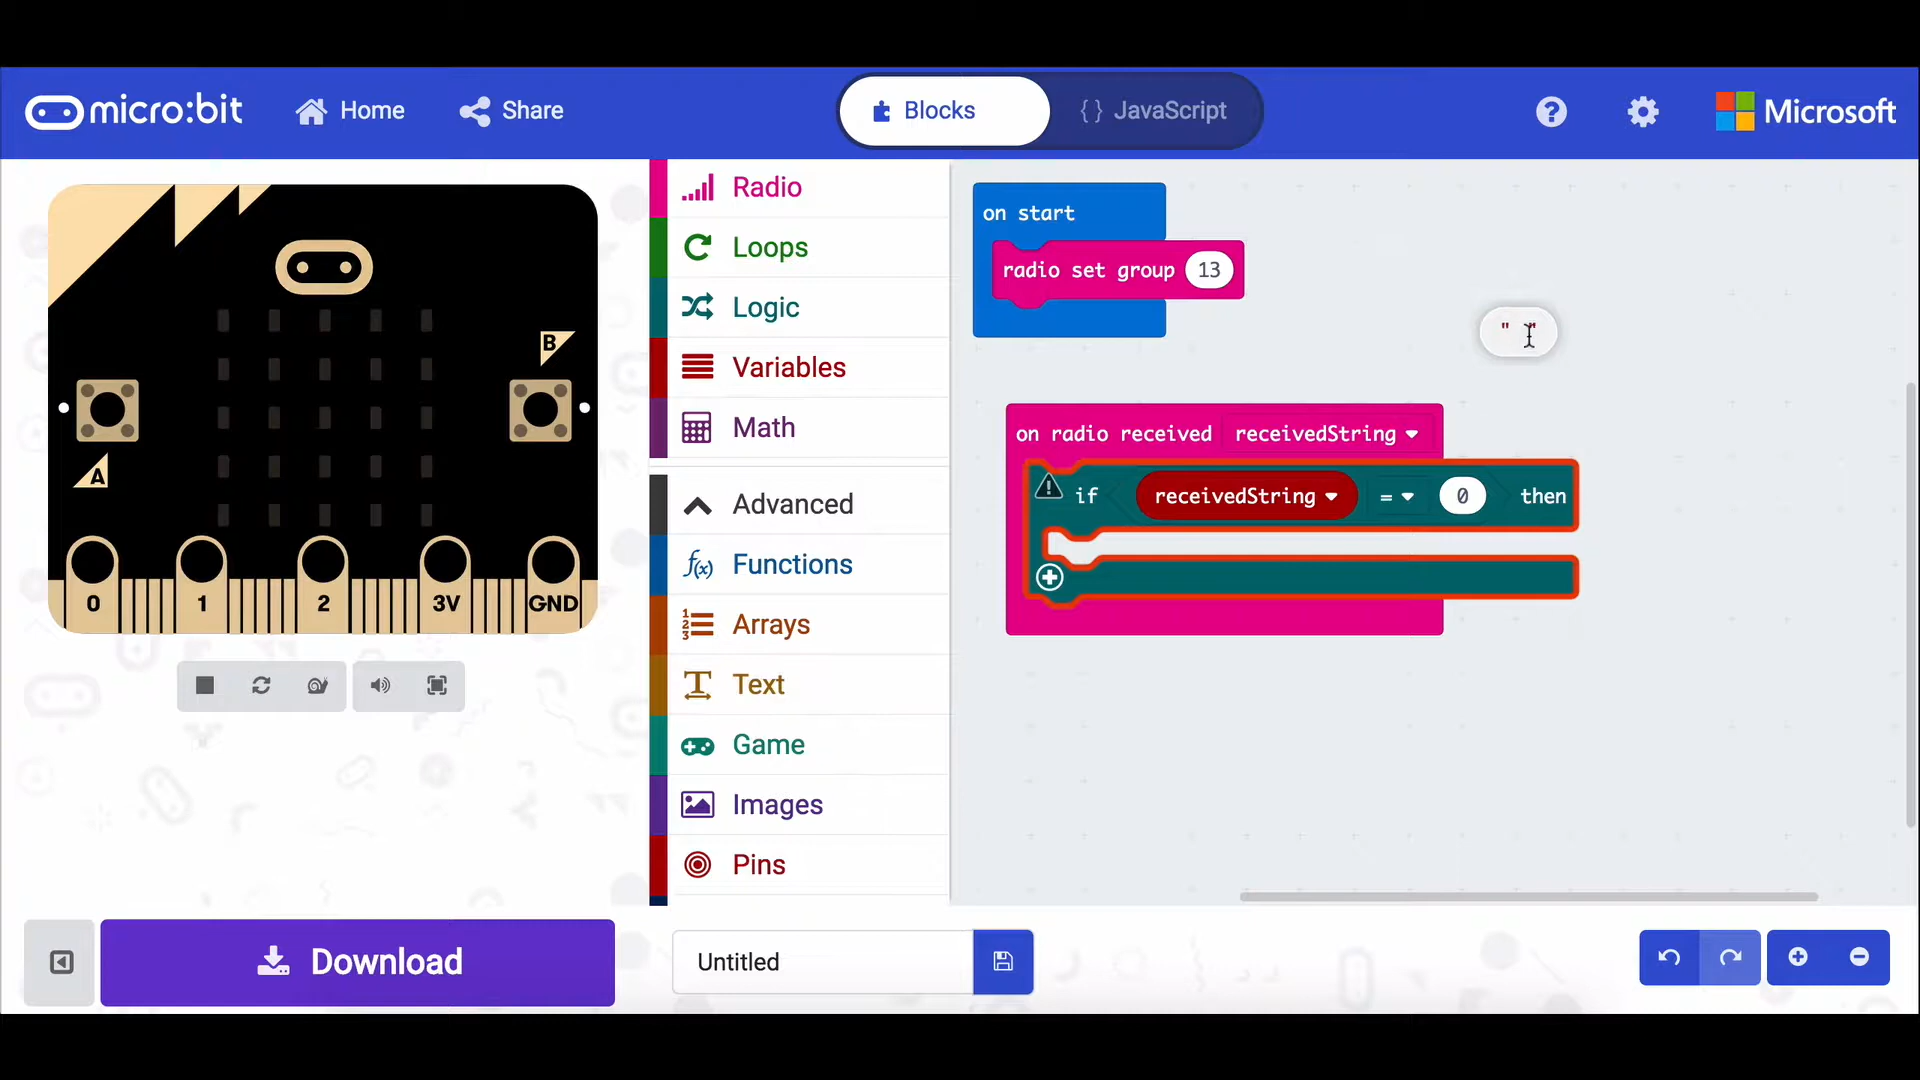 micro:bit
Home
Share
Blocks
{} JavaScript
?
Microsoft
B
A
0
1
2
3V
GND
Radio
Loops
Logic
Variables
Math
Advanced
f(x) Functions
Arrays
Text
Game
Images
Pins
on start
radio set group 13
" "
on radio received receivedString
if receivedString = 0 then
Download
Untitled